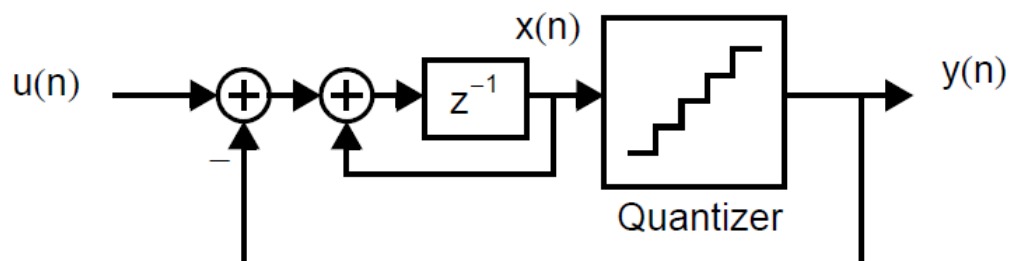 x(n)
u(n)
y(n)
+
+
z⁻¹
−
Quantizer